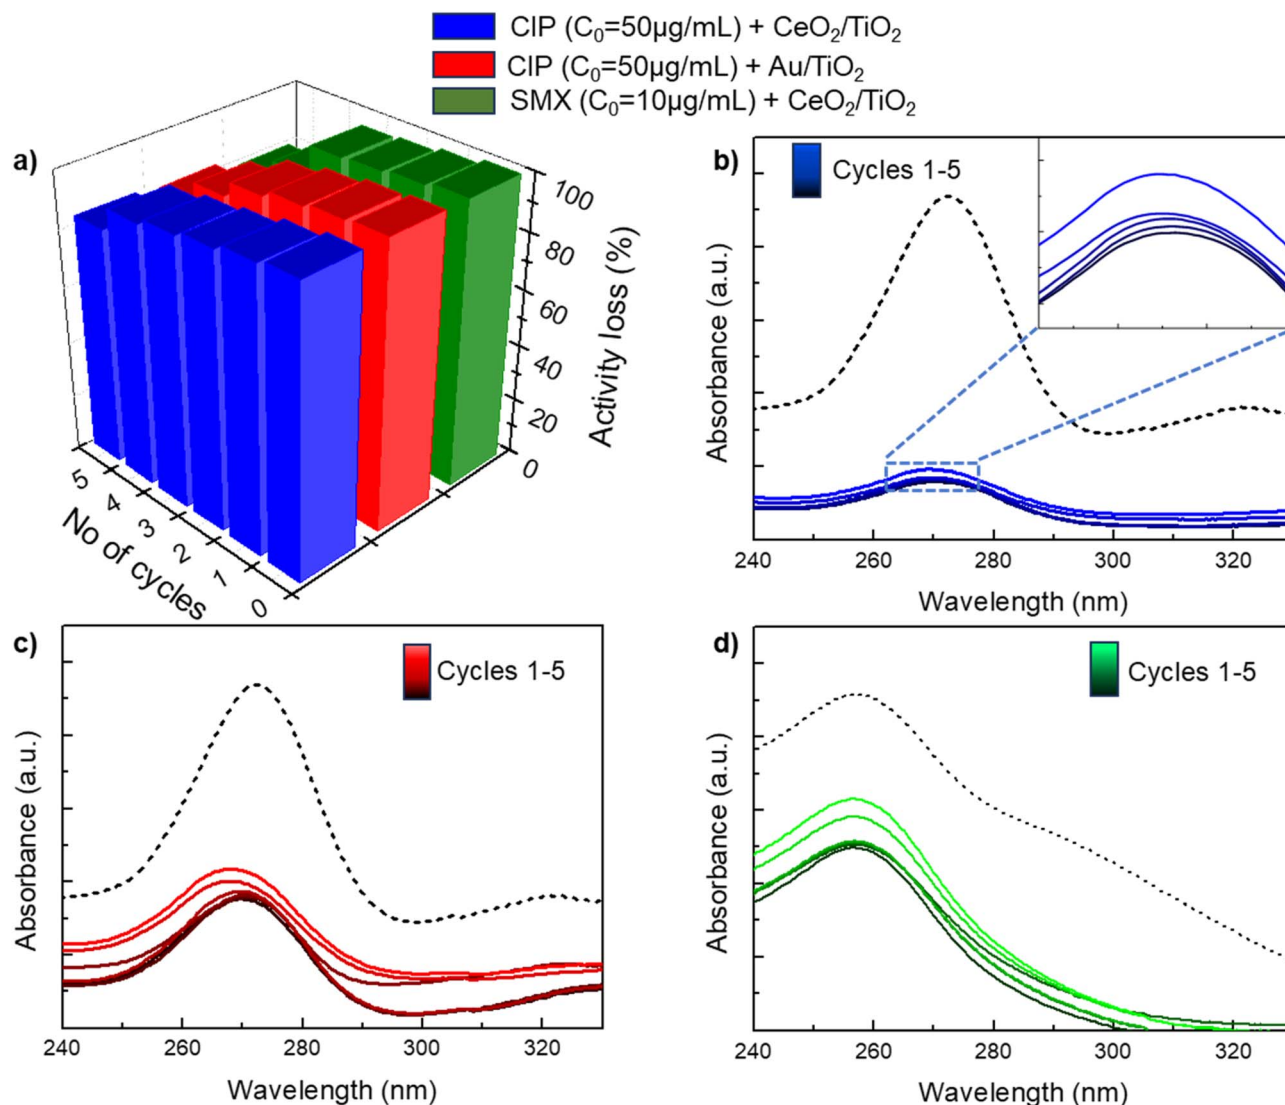 CIP (C₀=50µg/mL) + CeO₂/TiO₂
CIP (C₀=50µg/mL) + Au/TiO₂
SMX (C₀=10µg/mL) + CeO₂/TiO₂
a)
100
80
60
40
20
0
Activity loss (%)
5
4
3
2
1
0
No of cycles
b)
Cycles 1-5
Absorbance (a.u.)
240 260 280 300 320
Wavelength (nm)
c)
Cycles 1-5
Absorbance (a.u.)
240 260 280 300 320
Wavelength (nm)
d)
Cycles 1-5
Absorbance (a.u.)
240 260 280 300 320
Wavelength (nm)